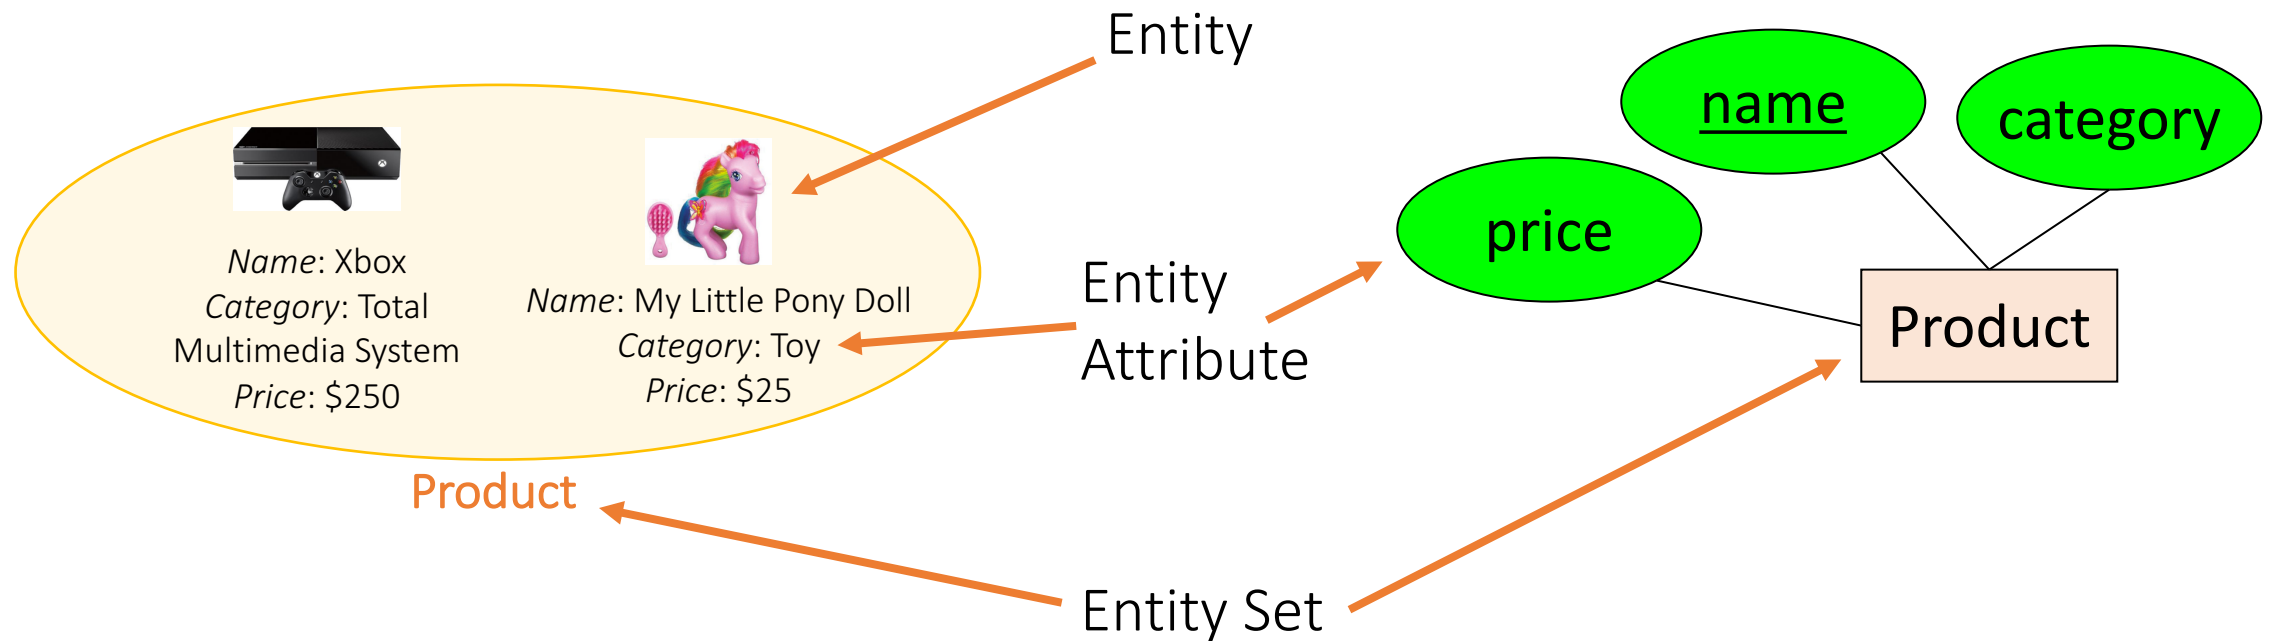 Entity
name
category
price
Name: Xbox
Category: Total
Multimedia System
Price: $250
Name: My Little Pony Doll
Category: Toy
Price: $25
Entity
Attribute
Product
Product
Entity Set